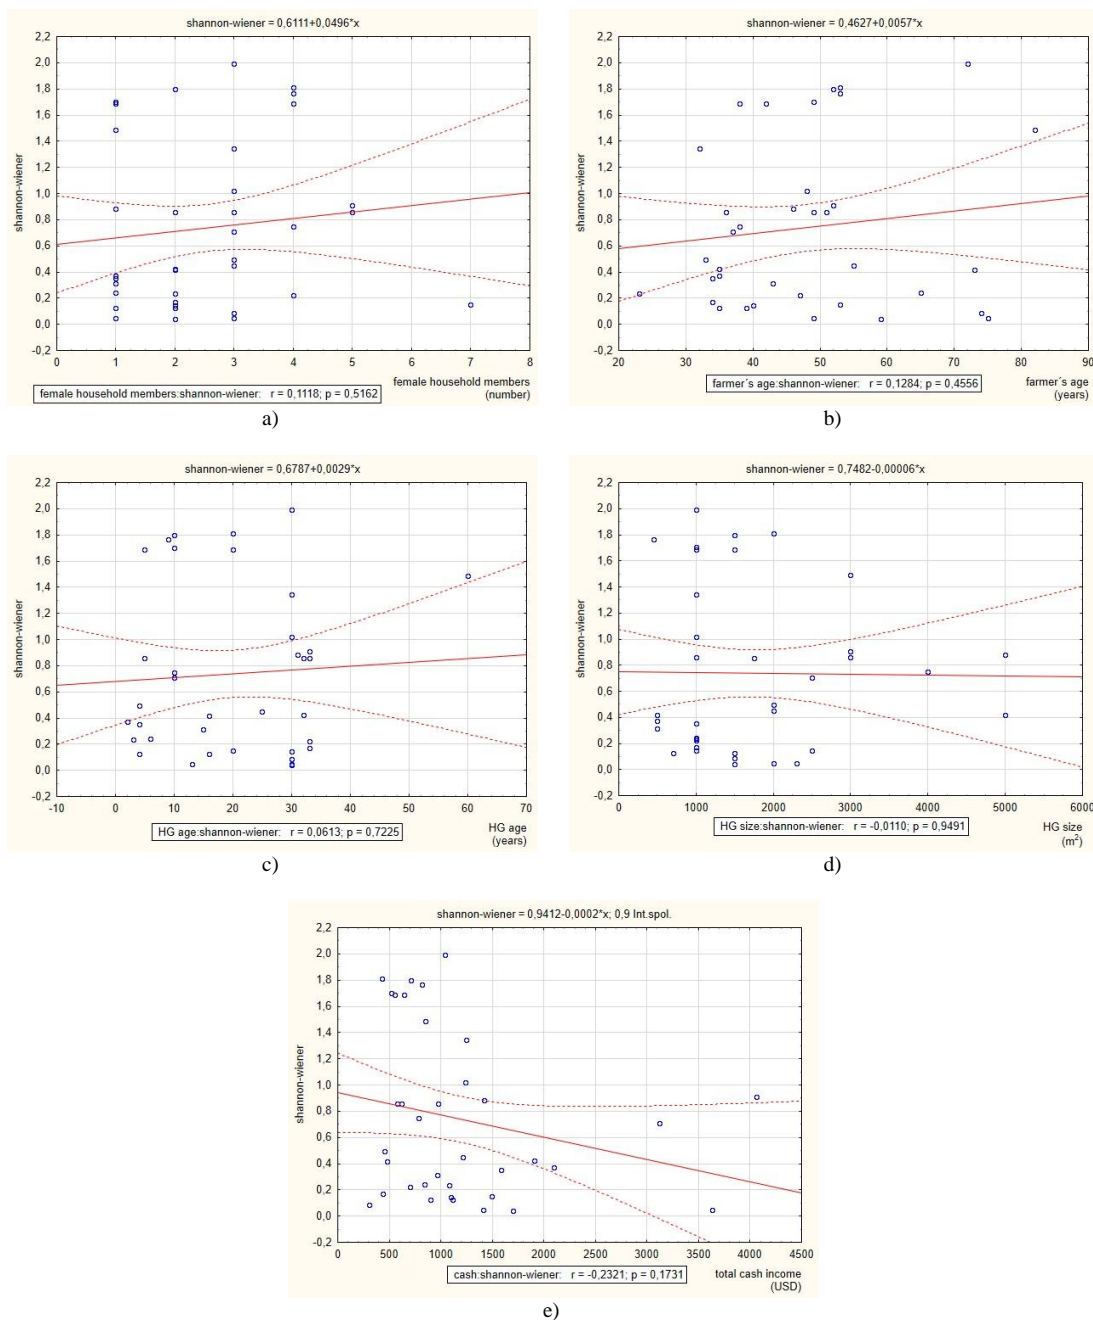 shannon-wiener = 0,6111+0,0496*x
2,2
2,0
1,8
1,6
1,4
1,2
1,0
0,8
0,6
0,4
0,2
0,0
-0,2
shannon-wiener
0 1 2 3 4 5 6 7 8
female household members
(number)
female household members:shannon-wiener: r = 0,1118; p = 0,5162
a)
shannon-wiener = 0,4627+0,0057*x
2,2
2,0
1,8
1,6
1,4
1,2
1,0
0,8
0,6
0,4
0,2
0,0
-0,2
shannon-wiener
20 30 40 50 60 70 80 90
farmer´s age
(years)
farmer´s age:shannon-wiener: r = 0,1284; p = 0,4556
b)
shannon-wiener = 0,6787+0,0029*x
2,2
2,0
1,8
1,6
1,4
1,2
1,0
0,8
0,6
0,4
0,2
0,0
-0,2
shannon-wiener
-10 0 10 20 30 40 50 60 70
HG age
(years)
HG age:shannon-wiener: r = 0,0613; p = 0,7225
c)
shannon-wiener = 0,7482-0,00006*x
2,2
2,0
1,8
1,6
1,4
1,2
1,0
0,8
0,6
0,4
0,2
0,0
-0,2
shannon-wiener
0 1000 2000 3000 4000 5000 6000
HG size
(m²)
HG size:shannon-wiener: r = -0,0110; p = 0,9491
d)
shannon-wiener = 0,9412-0,0002*x; 0,9 Int.spol.
2,2
2,0
1,8
1,6
1,4
1,2
1,0
0,8
0,6
0,4
0,2
0,0
-0,2
shannon-wiener
0 500 1000 1500 2000 2500 3000 3500 4000 4500
total cash income
(USD)
cash:shannon-wiener: r = -0,2321; p = 0,1731
e)